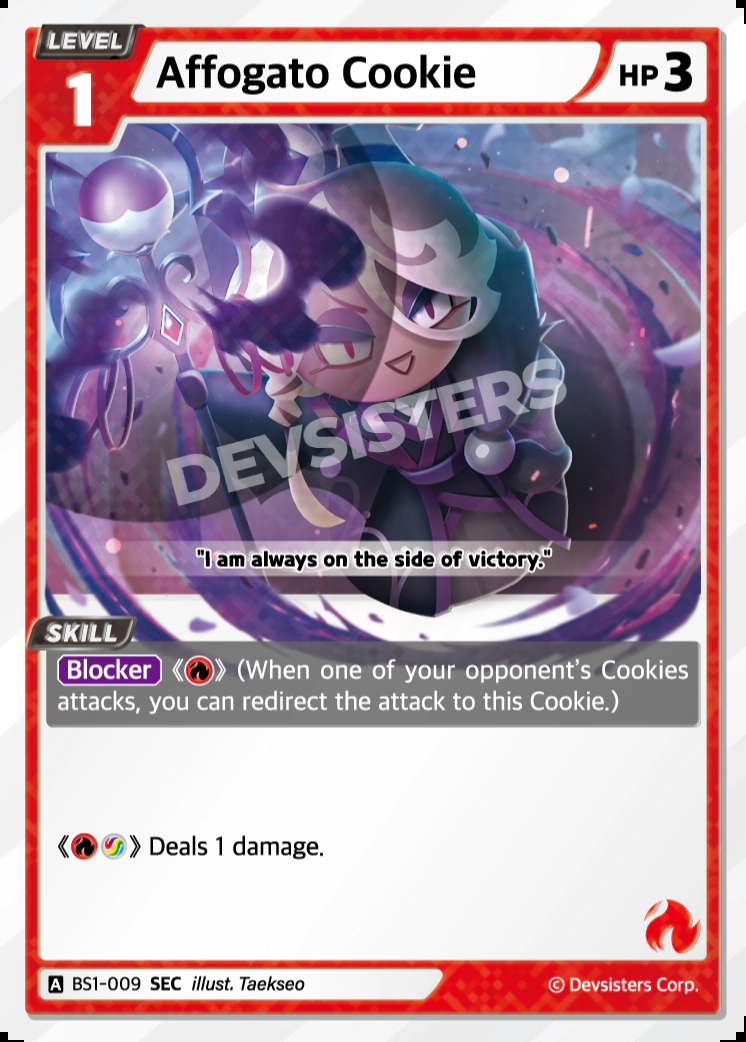 LEVEL
1
Affogato Cookie
HP 3
DEVSISTERS
"I am always on the side of victory."
SKILL
Blocker 《》 (When one of your opponent's Cookies
attacks, you can redirect the attack to this Cookie.)
《》 Deals 1 damage.
A BS1-009 SEC illust. Taekseo
© Devsisters Corp.